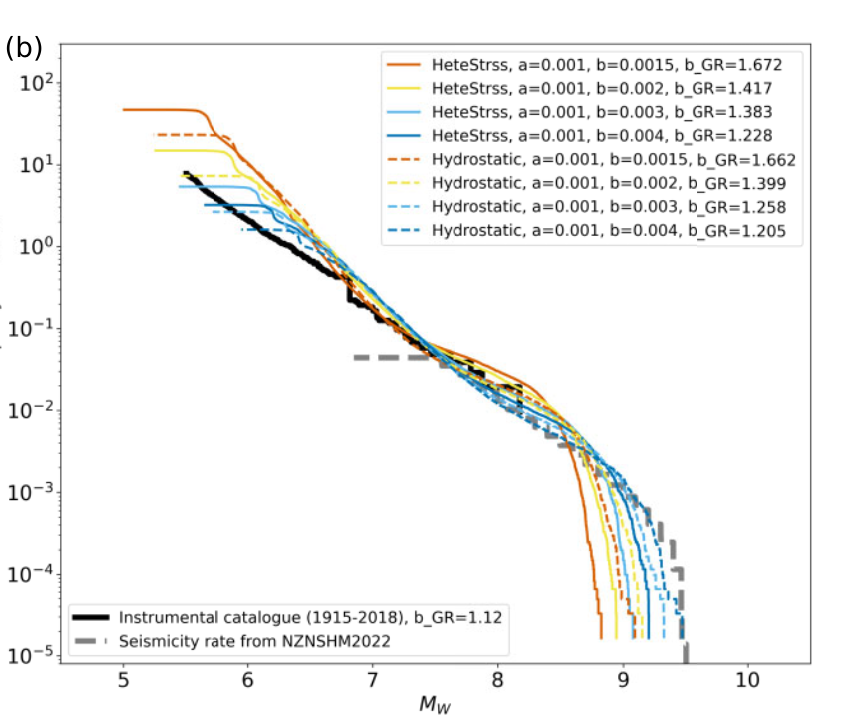 (b)
10²
10¹
10⁰
10⁻¹
10⁻²
10⁻³
10⁻⁴
10⁻⁵
HeteStrss, a=0.001, b=0.0015, b_GR=1.672
HeteStrss, a=0.001, b=0.002, b_GR=1.417
HeteStrss, a=0.001, b=0.003, b_GR=1.383
HeteStrss, a=0.001, b=0.004, b_GR=1.228
Hydrostatic, a=0.001, b=0.0015, b_GR=1.662
Hydrostatic, a=0.001, b=0.002, b_GR=1.399
Hydrostatic, a=0.001, b=0.003, b_GR=1.258
Hydrostatic, a=0.001, b=0.004, b_GR=1.205
Instrumental catalogue (1915-2018), b_GR=1.12
Seismicity rate from NZNSHM2022
5 6 7 8 9 10
M_W